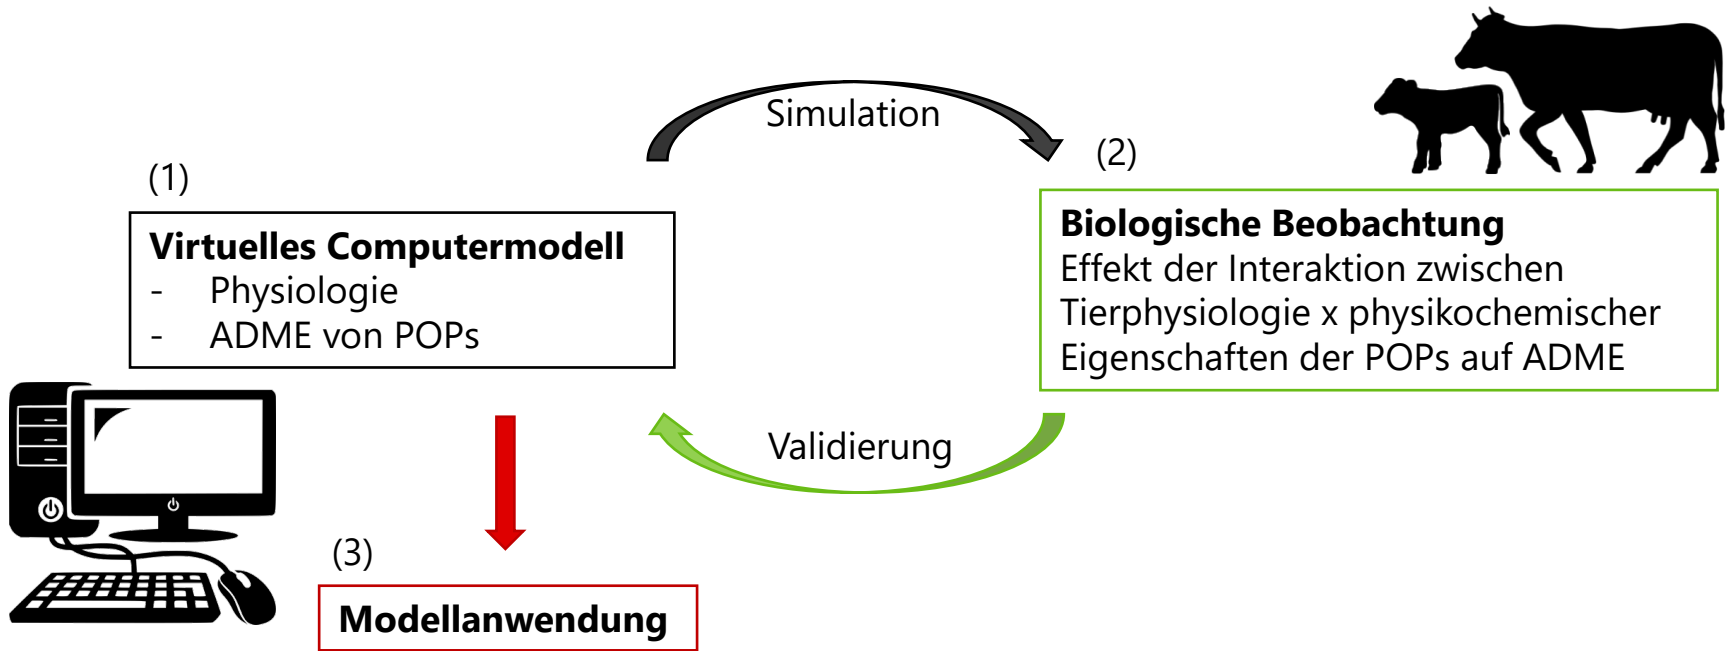 Simulation
(1)
Virtuelles Computermodell
- Physiologie
- ADME von POPs
(2)
Biologische Beobachtung
Effekt der Interaktion zwischen
Tierphysiologie x physikochemischer
Eigenschaften der POPs auf ADME
Validierung
(3)
Modellanwendung